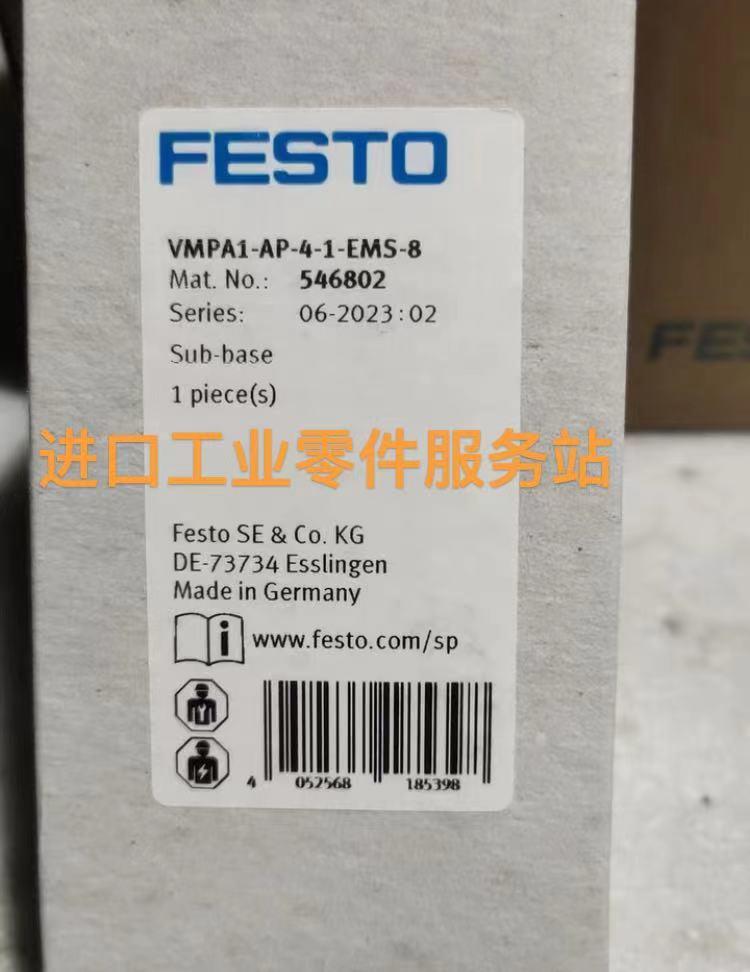 FESTO
VMPA1-AP-4-1-EMS-8
Mat. No.: 546802
Series: 06-2023:02
Sub-base
1 piece(s)
进口工业零件服务站
Festo SE & Co. KG
DE-73734 Esslingen
Made in Germany
www.festo.com/sp
4 052568 185398
FES